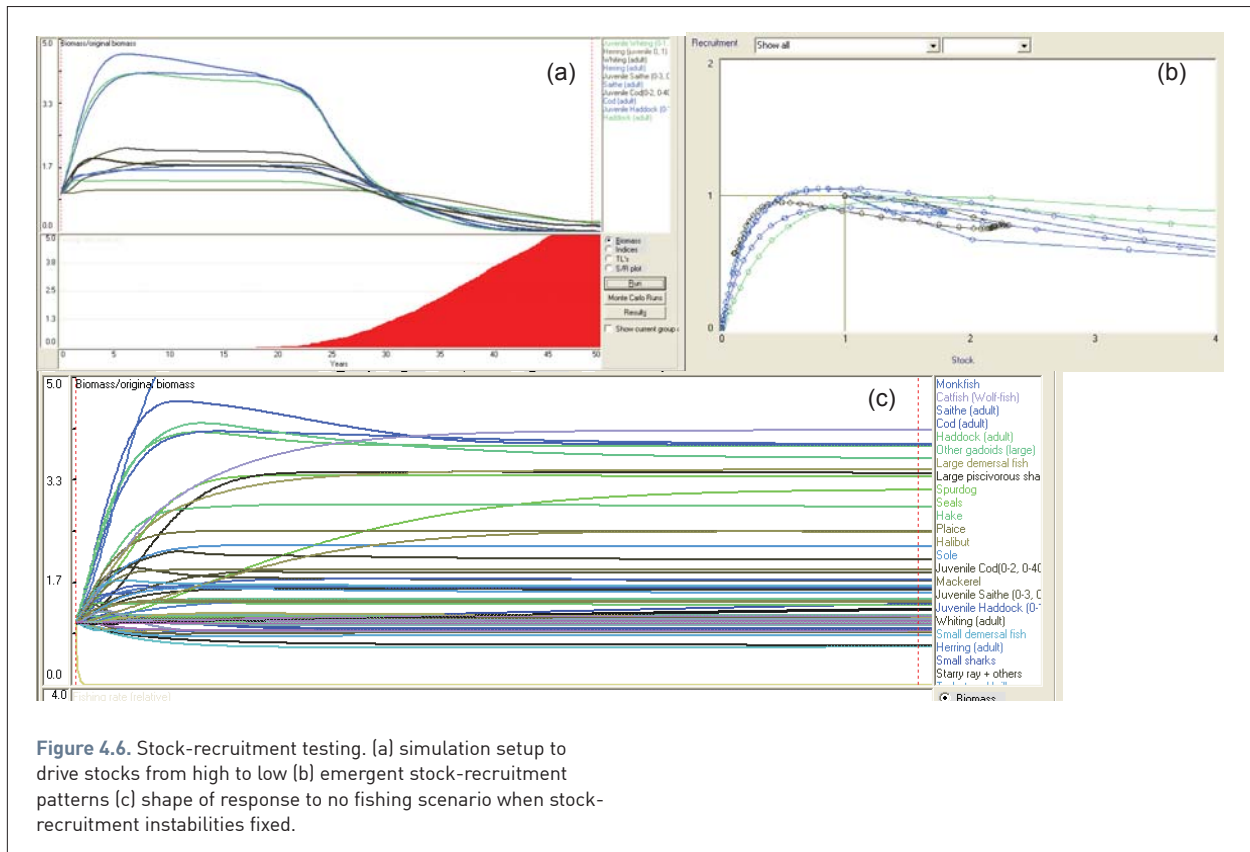 5.0
Biomass/original biomass
3.3
1.7
0.0
(a)
Juvenile Whiting (0-1,
Herring (juvenile 0, 1)
Whiting (adult)
Herring (adult)
Juvenile Saithe (0-3, 0
Saithe (adult)
Juvenile Cod(0-2, 0-40
Cod (adult)
Juvenile Haddock (0-
Haddock (adult)
5.0
3.8
2.5
1.3
0.0
0 5 10 15 20 25 30 35 40 45 50
Years
Biomass
Indices
TL's
S/R plot
Run
Monte Carlo Runs
Results
Show current group
Recruitment
Show all
(b)
2
1
0
0 1 2 3 4
Stock
5.0
Biomass/original biomass
3.3
1.7
0.0
4.0
Fishing rate (relative)
(c)
Monkfish
Catfish (Wolf-fish)
Saithe (adult)
Cod (adult)
Haddock (adult)
Other gadoids (large)
Large demersal fish
Large piscivorous sha
Spurdog
Seals
Hake
Plaice
Halibut
Sole
Juvenile Cod(0-2, 0-40
Mackerel
Juvenile Saithe (0-3, 0
Juvenile Haddock (0-
Whiting (adult)
Small demersal fish
Herring (adult)
Small sharks
Starry ray + others
Biomass
Figure 4.6. Stock-recruitment testing. (a) simulation setup to
drive stocks from high to low (b) emergent stock-recruitment
patterns (c) shape of response to no fishing scenario when stock-
recruitment instabilities fixed.